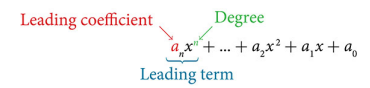 Leading coefficient Degree
aₙxⁿ + ... + a₂x² + a₁x + a₀
Leading term